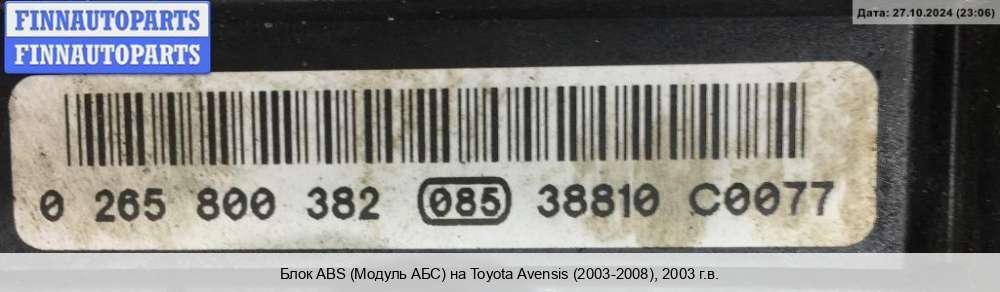 FINNAUTOPARTS
FINNAUTOPARTS
Дата: 27.10.2024 (23:06)
0 265 800 382 085 38810 C0077
Блок ABS (Модуль АБС) на Toyota Avensis (2003-2008), 2003 г.в.